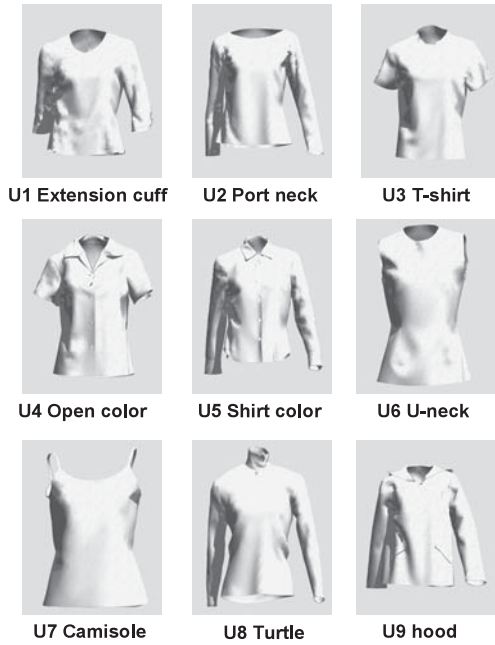 U1 Extension cuff
U2 Port neck
U3 T-shirt
U4 Open color
U5 Shirt color
U6 U-neck
U7 Camisole
U8 Turtle
U9 hood